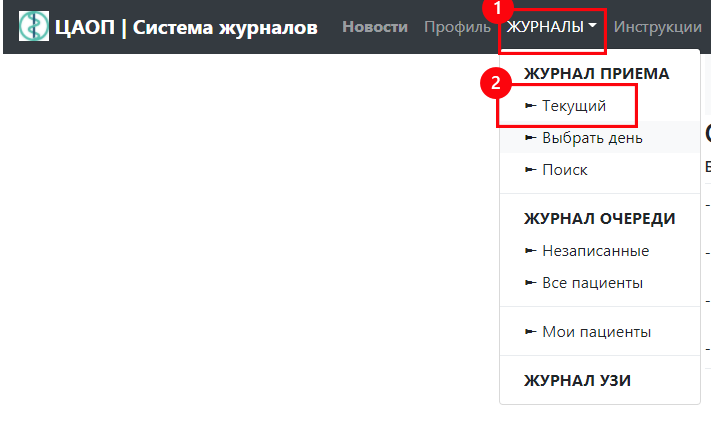 1
ЦАОП | Система журналов Новости Профиль ЖУРНАЛЫ Инструкции
ЖУРНАЛ ПРИЕМА
2
Текущий
Выбрать день
Поиск
ЖУРНАЛ ОЧЕРЕДИ
Незаписанные
Все пациенты
Мои пациенты
ЖУРНАЛ УЗИ